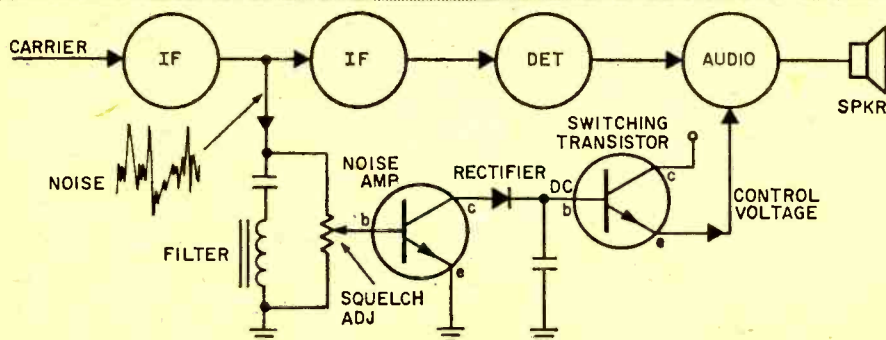 CARRIER
IF
IF
DET
AUDIO
SPKR
NOISE
FILTER
SQUELCH
ADJ
NOISE
AMP
b
c
e
RECTIFIER
DC
SWITCHING
TRANSISTOR
b
c
e
CONTROL
VOLTAGE